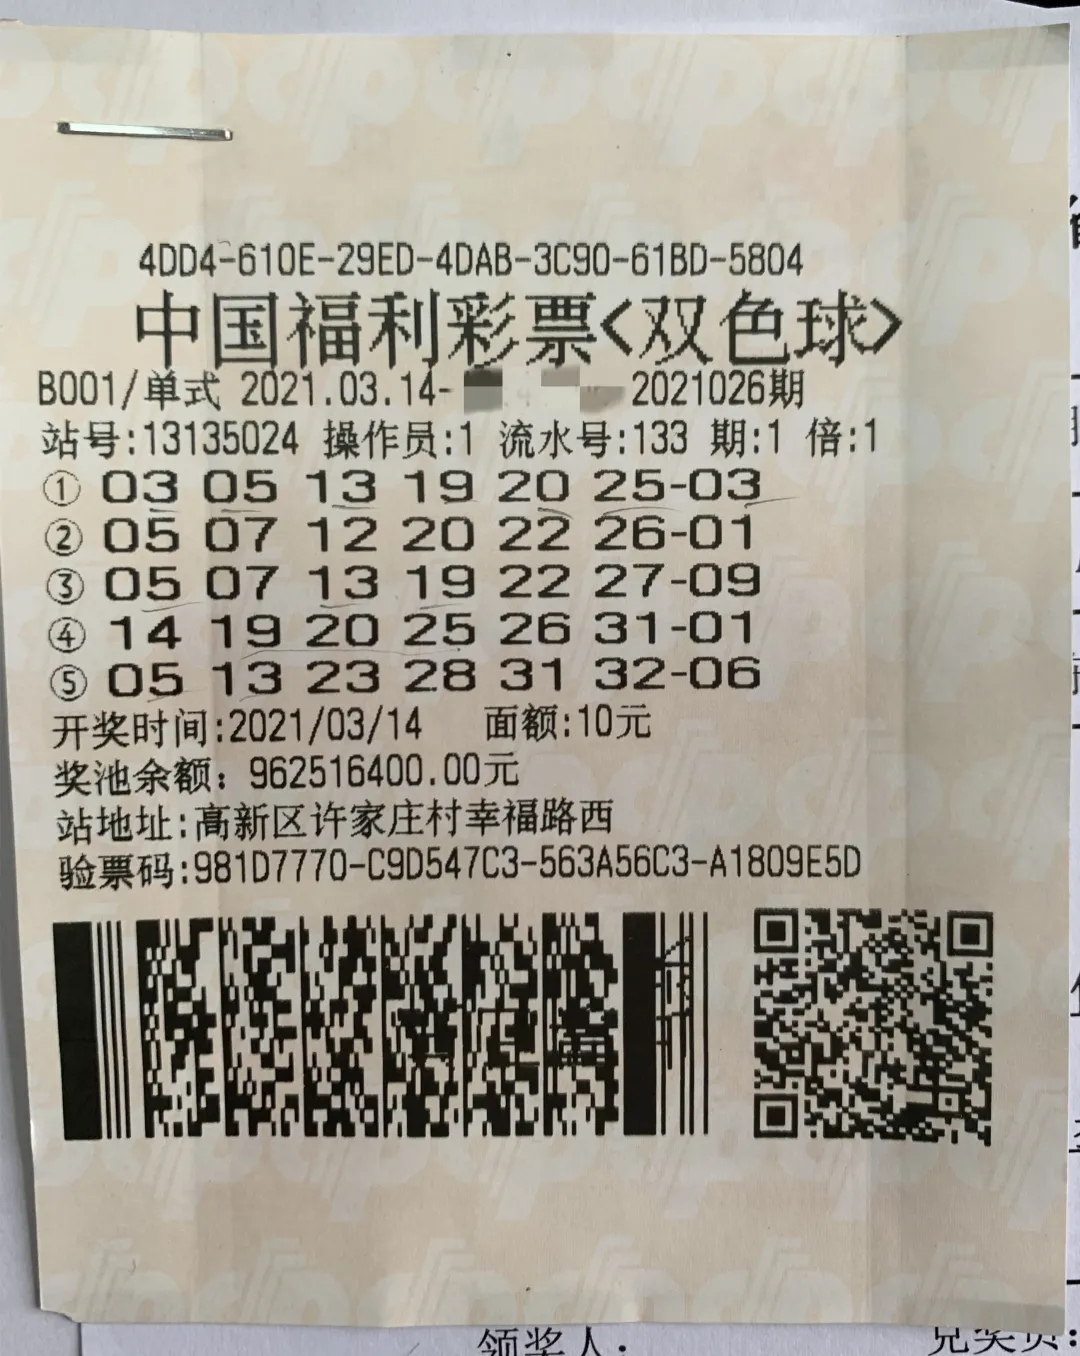 4DD4-610E-29ED-4DAB-3C90-61BD-5804
中国福利彩票<双色球>
B001/单式 2021.03.14- 2021026期
站号:13135024 操作员:1 流水号:133 期:1 倍:1
① 03 05 13 19 20 25-03
② 05 07 12 20 22 26-01
③ 05 07 13 19 22 27-09
④ 14 19 20 25 26 31-01
⑤ 05 13 23 28 31 32-06
开奖时间:2021/03/14 面额:10元
奖池余额: 962516400.00元
站地址:高新区许家庄村幸福路西
验票码:981D7770-C9D547C3-563A56C3-A1809E5D
领奖人:
兑奖员: